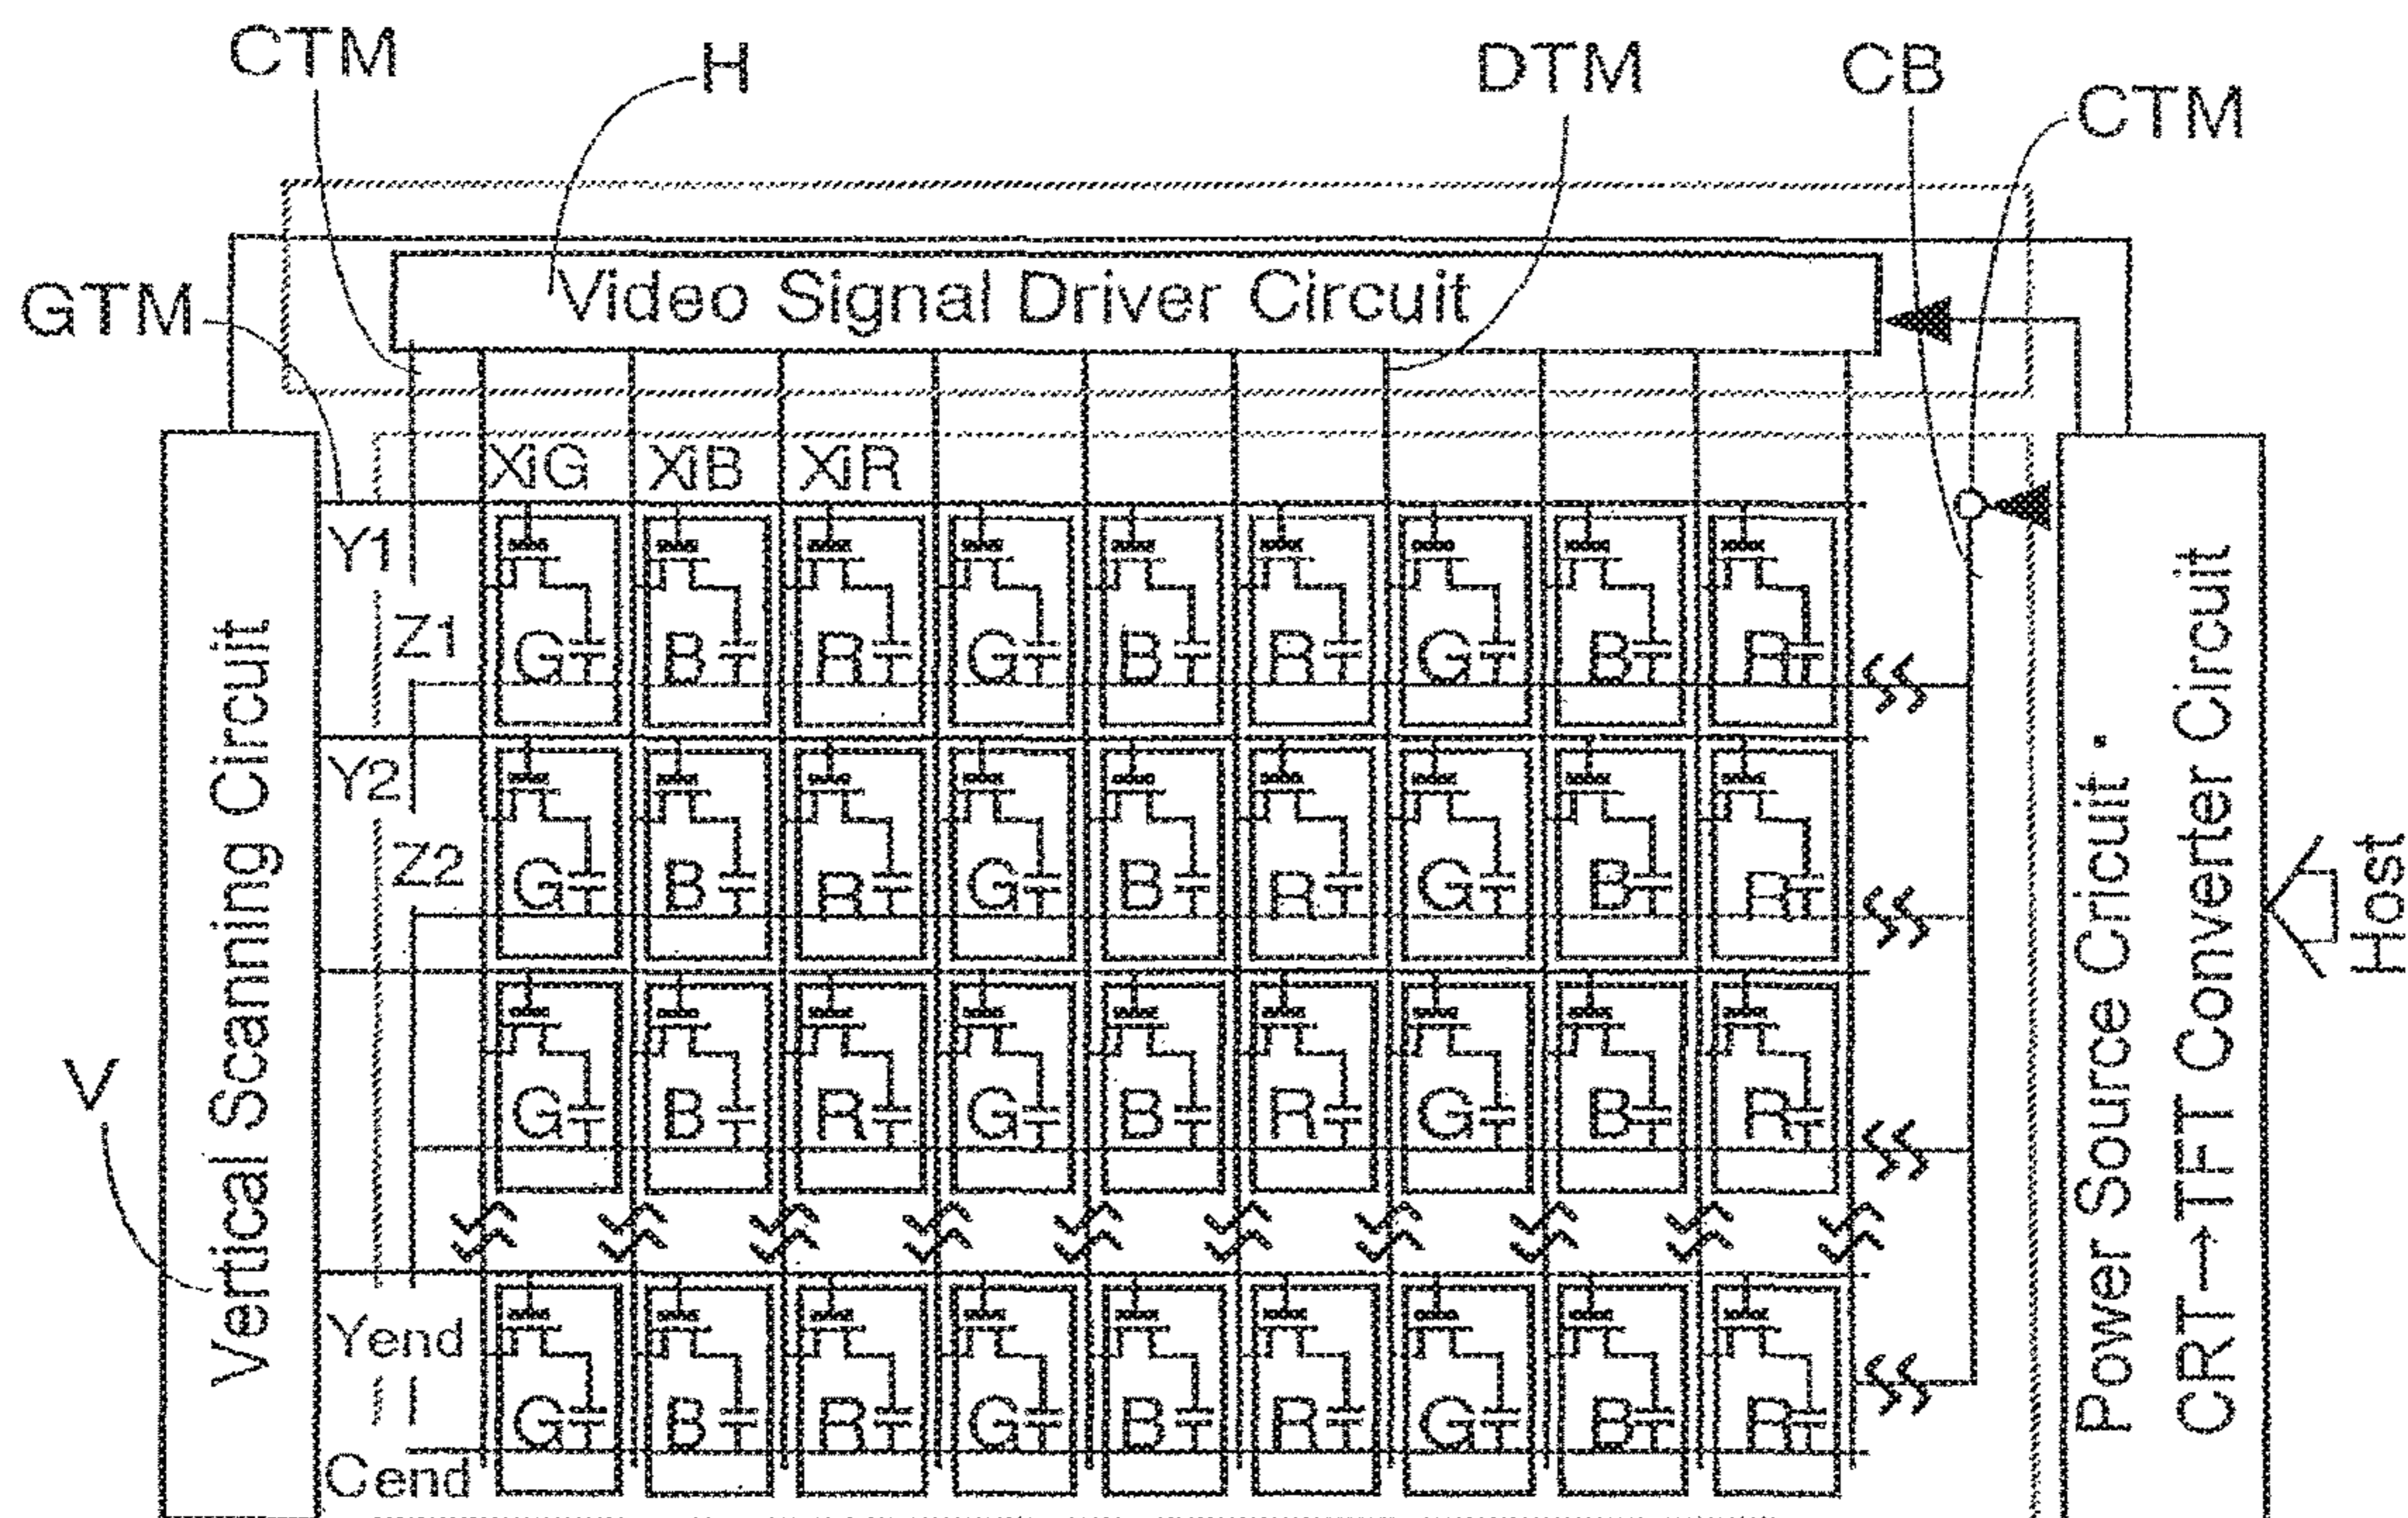 CTM
H
DTM
CB
CTM
GTM
Video Signal Driver Circuit
XiG XiB XiR
Y1
Z1
G B R G B R G B R
Y2
Z2
G B R G B R G B R
G B R G B R G B R
V
Yend
G B R G B R G B R
Cend
Vertical Scanning Circuit
Power Source Cricuit ·
CRT→TFT Converter Circuit
Host